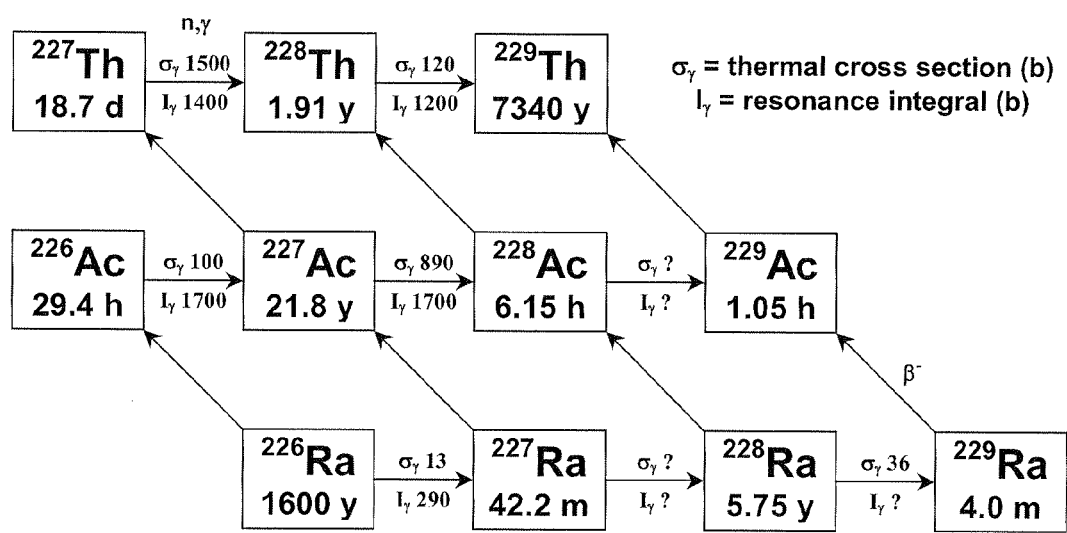 n,γ
²²⁷Th
18.7 d
σγ 1500
Iγ 1400
²²⁸Th
1.91 y
σγ 120
Iγ 1200
²²⁹Th
7340 y
σγ = thermal cross section (b)
Iγ = resonance integral (b)
²²⁶Ac
29.4 h
σγ 100
Iγ 1700
²²⁷Ac
21.8 y
σγ 890
Iγ 1700
²²⁸Ac
6.15 h
σγ ?
Iγ ?
²²⁹Ac
1.05 h
β⁻
²²⁶Ra
1600 y
σγ 13
Iγ 290
²²⁷Ra
42.2 m
σγ ?
Iγ ?
²²⁸Ra
5.75 y
σγ 36
Iγ ?
²²⁹Ra
4.0 m